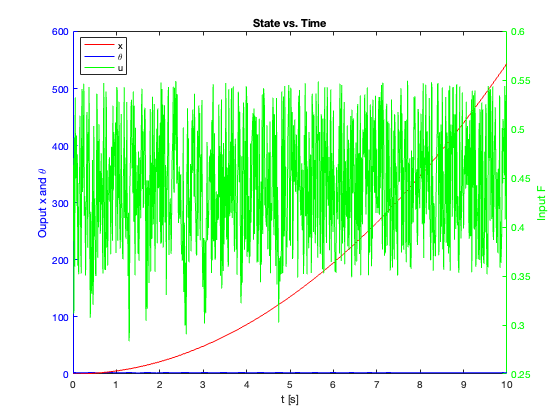 State vs. Time
x
θ
u
600
500
400
300
200
100
0
0.6
0.55
0.5
0.45
0.4
0.35
0.3
0.25
Ouput x and θ
Input F
0 1 2 3 4 5 6 7 8 9 10
t [s]